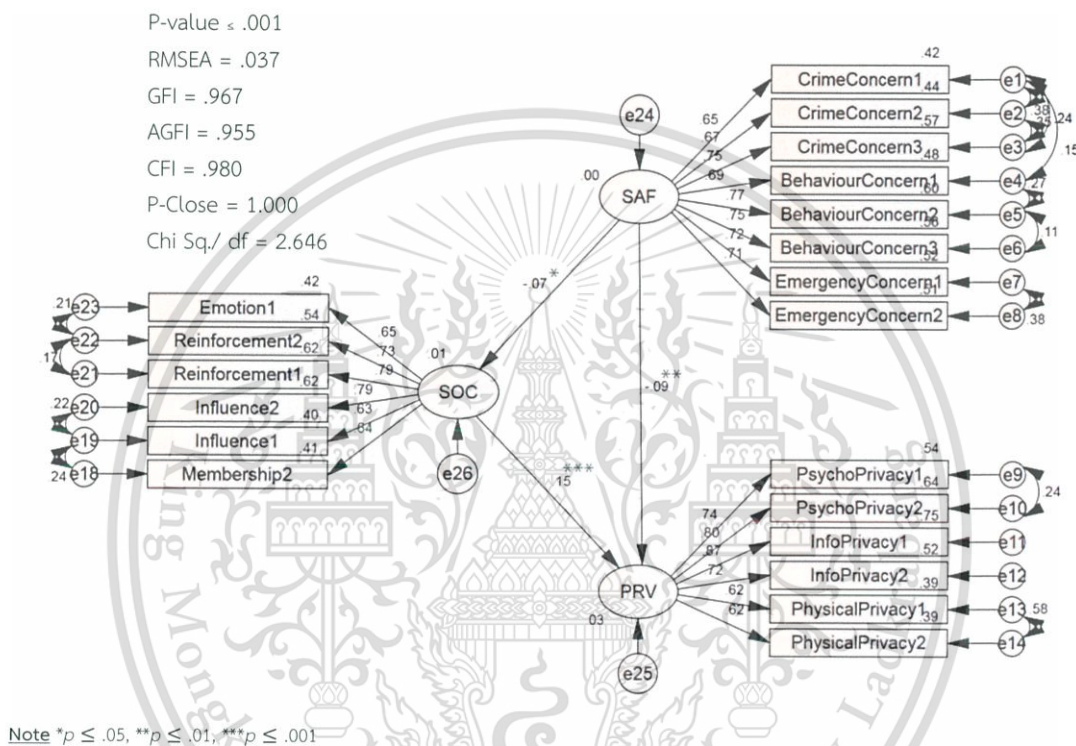 P-value ≤ .001
RMSEA = .037
GFI = .967
AGFI = .955
CFI = .980
P-Close = 1.000
Chi Sq./ df = 2.646
e24
.00
SAF
.65
.67
.75
.69
.77
.75
.72
.71
.42
CrimeConcern1
e1
.44
CrimeConcern2
e2
.57
CrimeConcern3
e3
.48
BehaviourConcern1
e4
.60
BehaviourConcern2
e5
.56
BehaviourConcern3
e6
.52
EmergencyConcern1
e7
.51
EmergencyConcern2
e8
.38
.24
.15
.27
.11
.38
-.07*
-.09**
.15***
.42
Emotion1
e23
.54
Reinforcement2
e22
.62
Reinforcement1
e21
.62
Influence2
e20
.40
Influence1
e19
.41
Membership2
e18
.21
.17
.22
.24
.65
.73
.79
.79
.63
.64
.01
SOC
e26
.54
PsychoPrivacy1
e9
.64
PsychoPrivacy2
e10
.75
InfoPrivacy1
e11
.52
InfoPrivacy2
e12
.39
PhysicalPrivacy1
e13
.39
PhysicalPrivacy2
e14
.24
.58
.74
.80
.87
.72
.62
.62
PRV
.03
e25
King Mongkut
Ladkrabang
Note *p ≤ .05, **p ≤ .01, ***p ≤ .001